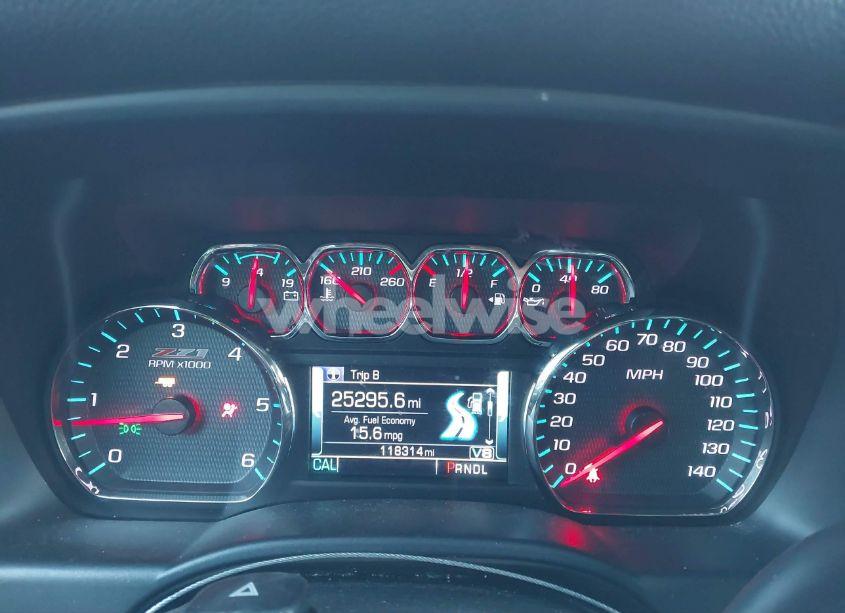 9 14 19
160 210 260
E 1/2 F
0 40 80
wheelwise
0 1 2 3 4 5 6
Z71
RPM x1000
Trip B
25295.6 mi
Avg. Fuel Economy
15.6 mpg
118314 mi V8
CAL PRNDL
0 10 20 30 40 50 60 70 80 90 100 110 120 130 140
MPH